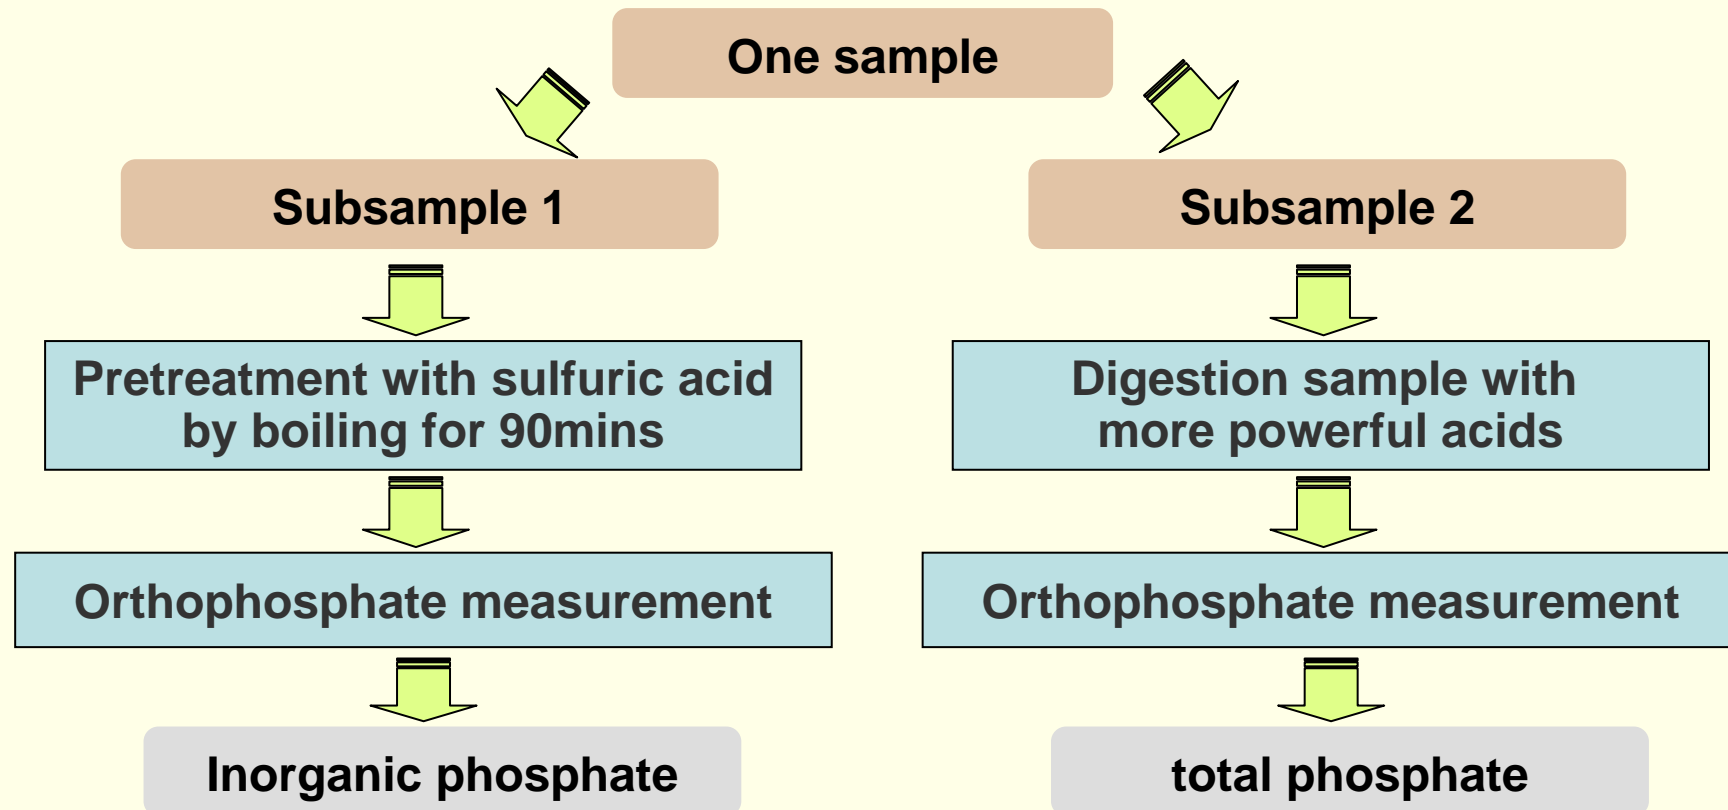 One sample
Subsample 1
Subsample 2
Pretreatment with sulfuric acid
by boiling for 90mins
Digestion sample with
more powerful acids
Orthophosphate measurement
Orthophosphate measurement
Inorganic phosphate
total phosphate